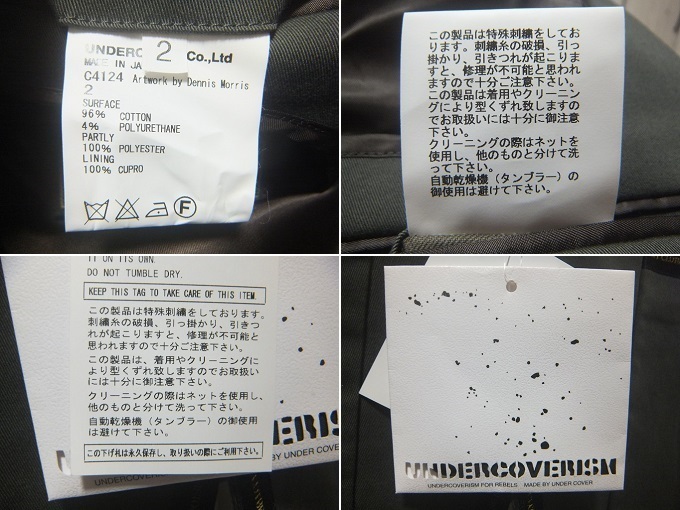 UNDERC
2
Co.,Ltd
MADE IN JA
C4124 Artwork by Dennis Morris
2
SURFACE
96% COTTON
4% POLYURETHANE
PARTLY
100% POLYESTER
LINING
100% CUPRO
F
この製品は特殊刺繍をしてお
ります。刺繍糸の破損、引っ
掛かり、引きつれが起こりま
すと、修理が不可能と思われ
ますので十分ご注意下さい。
この製品は着用やクリーニン
グにより型くずれ致しますの
でお取扱いには十分に御注意
下さい。
クリーニングの際はネットを
使用し、他のものと分けて洗
って下さい。
自動乾燥機（タンブラー）の
御使用は避けて下さい。
IT ON ITS OWN.
DO NOT TUMBLE DRY.
KEEP THIS TAG TO TAKE CARE OF THIS ITEM.
この製品は特殊刺繍をしております。
刺繍糸の破損、引っ掛かり、引きつ
れが起こりますと、修理が不可能と
思われますので十分ご注意下さい。
この製品は、着用やクリーニングに
より型くずれ致しますのでお取扱い
には十分に御注意下さい。
クリーニングの際はネットを使用し、
他のものと分けて洗って下さい。
自動乾燥機（タンブラー）の御使用
は避けて下さい。
この下げ札は永久保存し、取り扱いの際にご利用下さい。
ERIS
UNDER COVER
UNDERCOVERISM
UNDERCOVERISM FOR REBELS MADE BY UNDER COVER